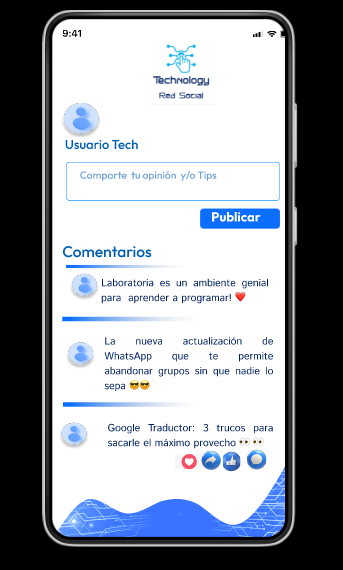 9:41
Technology
Red Social
Usuario Tech
Comparte tu opinión y/o Tips
Publicar
Comentarios
Laboratoria es un ambiente genial
para aprender a programar! ❤️
La nueva actualización de
WhatsApp que te permite
abandonar grupos sin que nadie lo
sepa 😎😎
Google Traductor: 3 trucos para
sacarle el máximo provecho 👀 👀